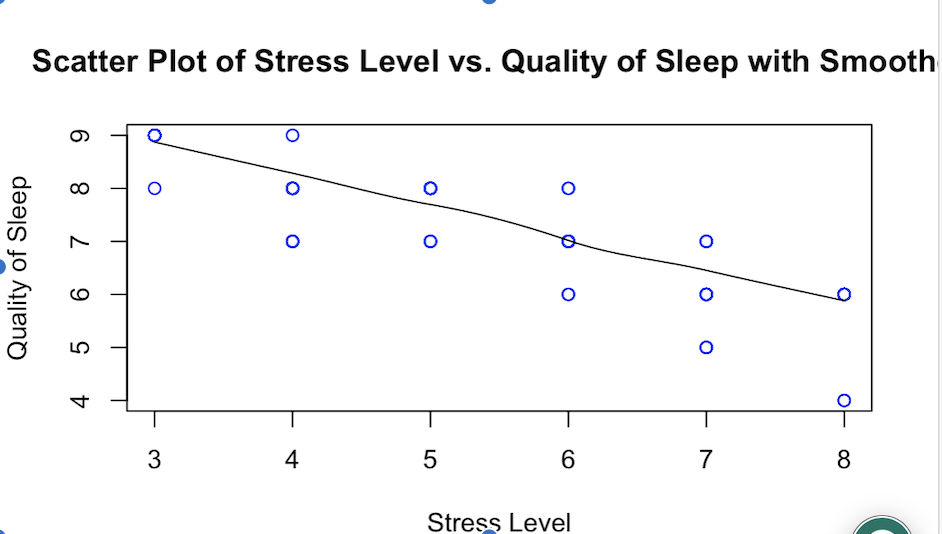 Scatter Plot of Stress Level vs. Quality of Sleep with Smooth
Quality of Sleep
9
8
7
6
5
4
3 4 5 6 7 8
Stress Level